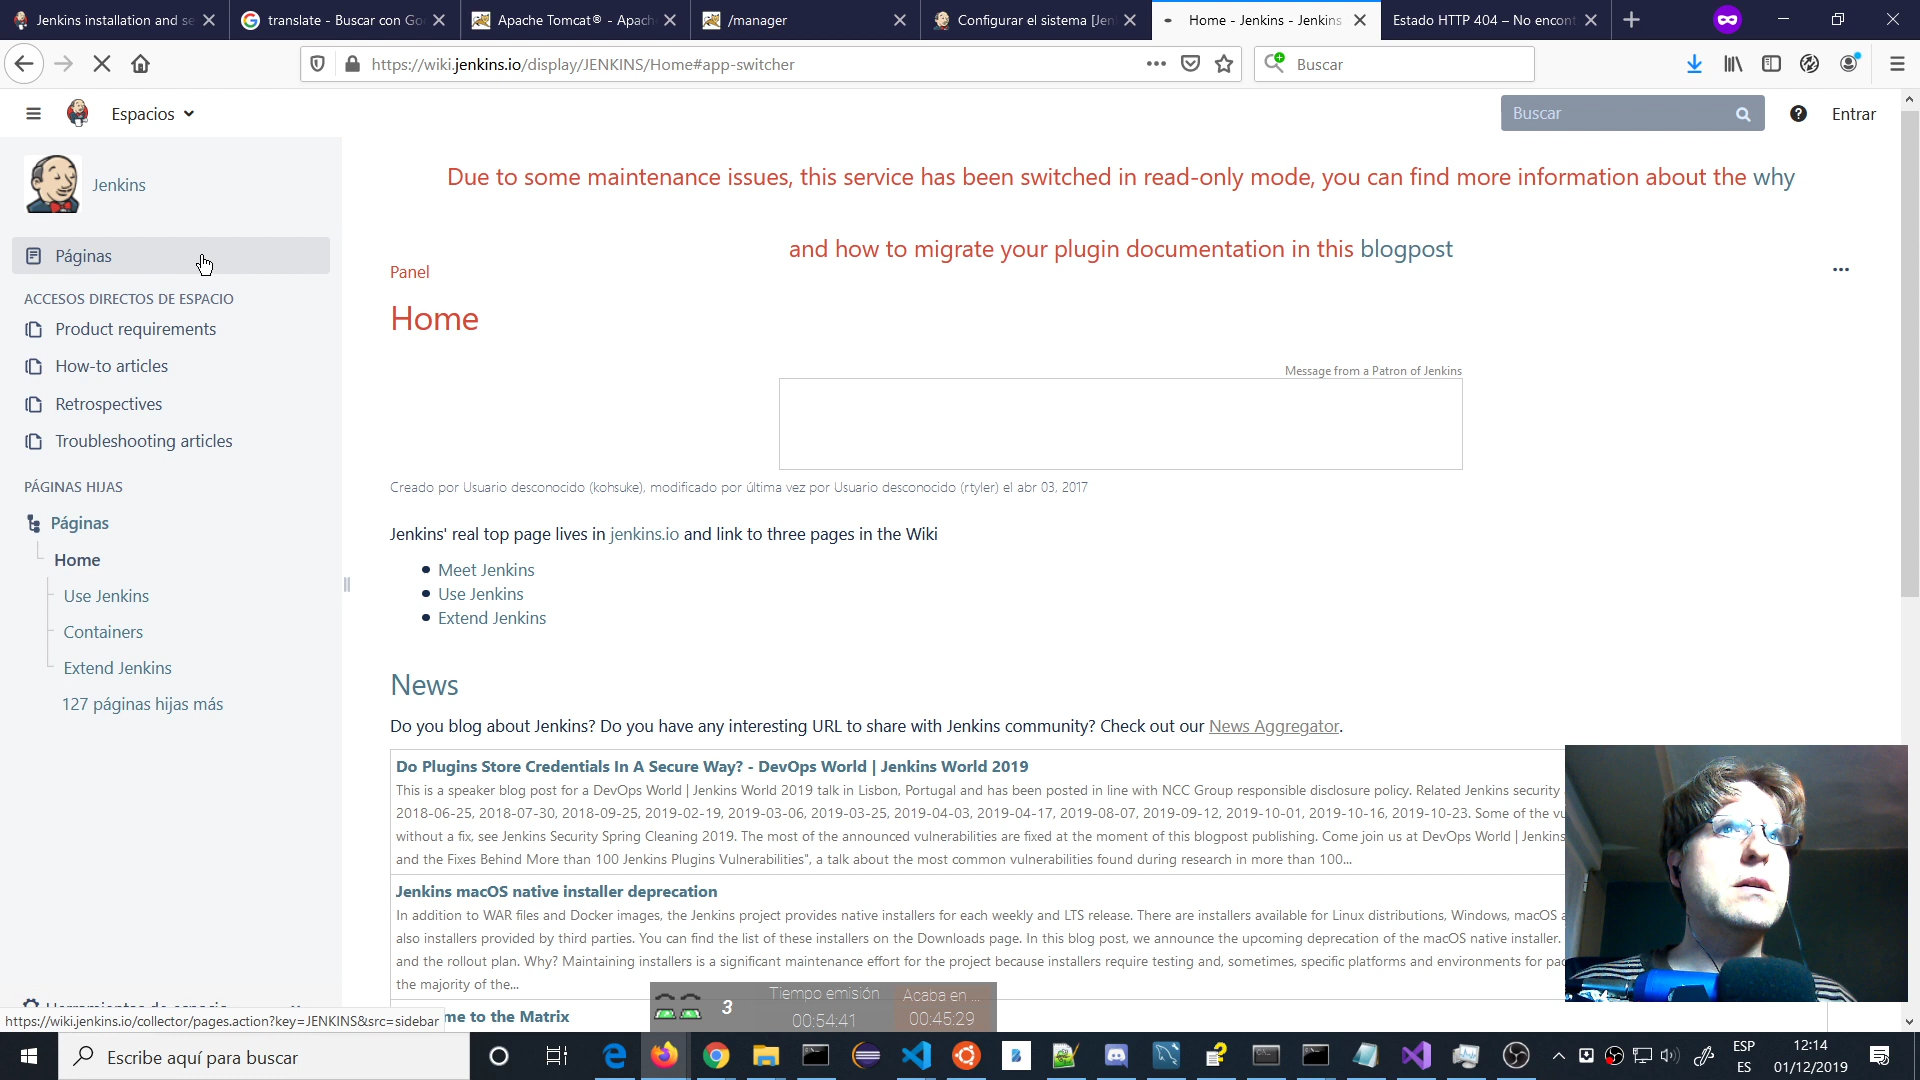 Jenkins installation and se
translate - Buscar con Go
Apache Tomcat® - Apach
/manager
Configurar el sistema [Jen
Home - Jenkins - Jenkins
Estado HTTP 404 – No encont
https://wiki.jenkins.io/display/JENKINS/Home#app-switcher
Buscar
Espacios
Buscar
Entrar
Jenkins
Páginas
ACCESOS DIRECTOS DE ESPACIO
Product requirements
How-to articles
Retrospectives
Troubleshooting articles
PÁGINAS HIJAS
Páginas
Home
Use Jenkins
Containers
Extend Jenkins
127 páginas hijas más
Due to some maintenance issues, this service has been switched in read-only mode, you can find more information about the why
and how to migrate your plugin documentation in this blogpost
Panel
Home
Message from a Patron of Jenkins
Creado por Usuario desconocido (kohsuke), modificado por última vez por Usuario desconocido (rtyler) el abr 03, 2017
Jenkins' real top page lives in jenkins.io and link to three pages in the Wiki
Meet Jenkins
Use Jenkins
Extend Jenkins
News
Do you blog about Jenkins? Do you have any interesting URL to share with Jenkins community? Check out our News Aggregator.
Do Plugins Store Credentials In A Secure Way? - DevOps World | Jenkins World 2019
This is a speaker blog post for a DevOps World | Jenkins World 2019 talk in Lisbon, Portugal and has been posted in line with NCC Group responsible disclosure policy. Related Jenkins security
2018-06-25, 2018-07-30, 2018-09-25, 2019-02-19, 2019-03-06, 2019-03-25, 2019-04-03, 2019-04-17, 2019-08-07, 2019-09-12, 2019-10-01, 2019-10-16, 2019-10-23. Some of the vu
without a fix, see Jenkins Security Spring Cleaning 2019. The most of the announced vulnerabilities are fixed at the moment of this blogpost publishing. Come join us at DevOps World | Jenkins
and the Fixes Behind More than 100 Jenkins Plugins Vulnerabilities", a talk about the most common vulnerabilities found during research in more than 100...
Jenkins macOS native installer deprecation
In addition to WAR files and Docker images, the Jenkins project provides native installers for each weekly and LTS release. There are installers available for Linux distributions, Windows, macOS
also installers provided by third parties. You can find the list of these installers on the Downloads page. In this blog post, we announce the upcoming deprecation of the macOS native installer.
and the rollout plan. Why? Maintaining installers is a significant maintenance effort for the project because installers require testing and, sometimes, specific platforms and environments for pac
the majority of the...
me to the Matrix
3
Tiempo emisión
00:54:41
Acaba en ...
00:45:29
https://wiki.jenkins.io/collector/pages.action?key=JENKINS&src=sidebar
Escribe aquí para buscar
ESP
ES
12:14
01/12/2019